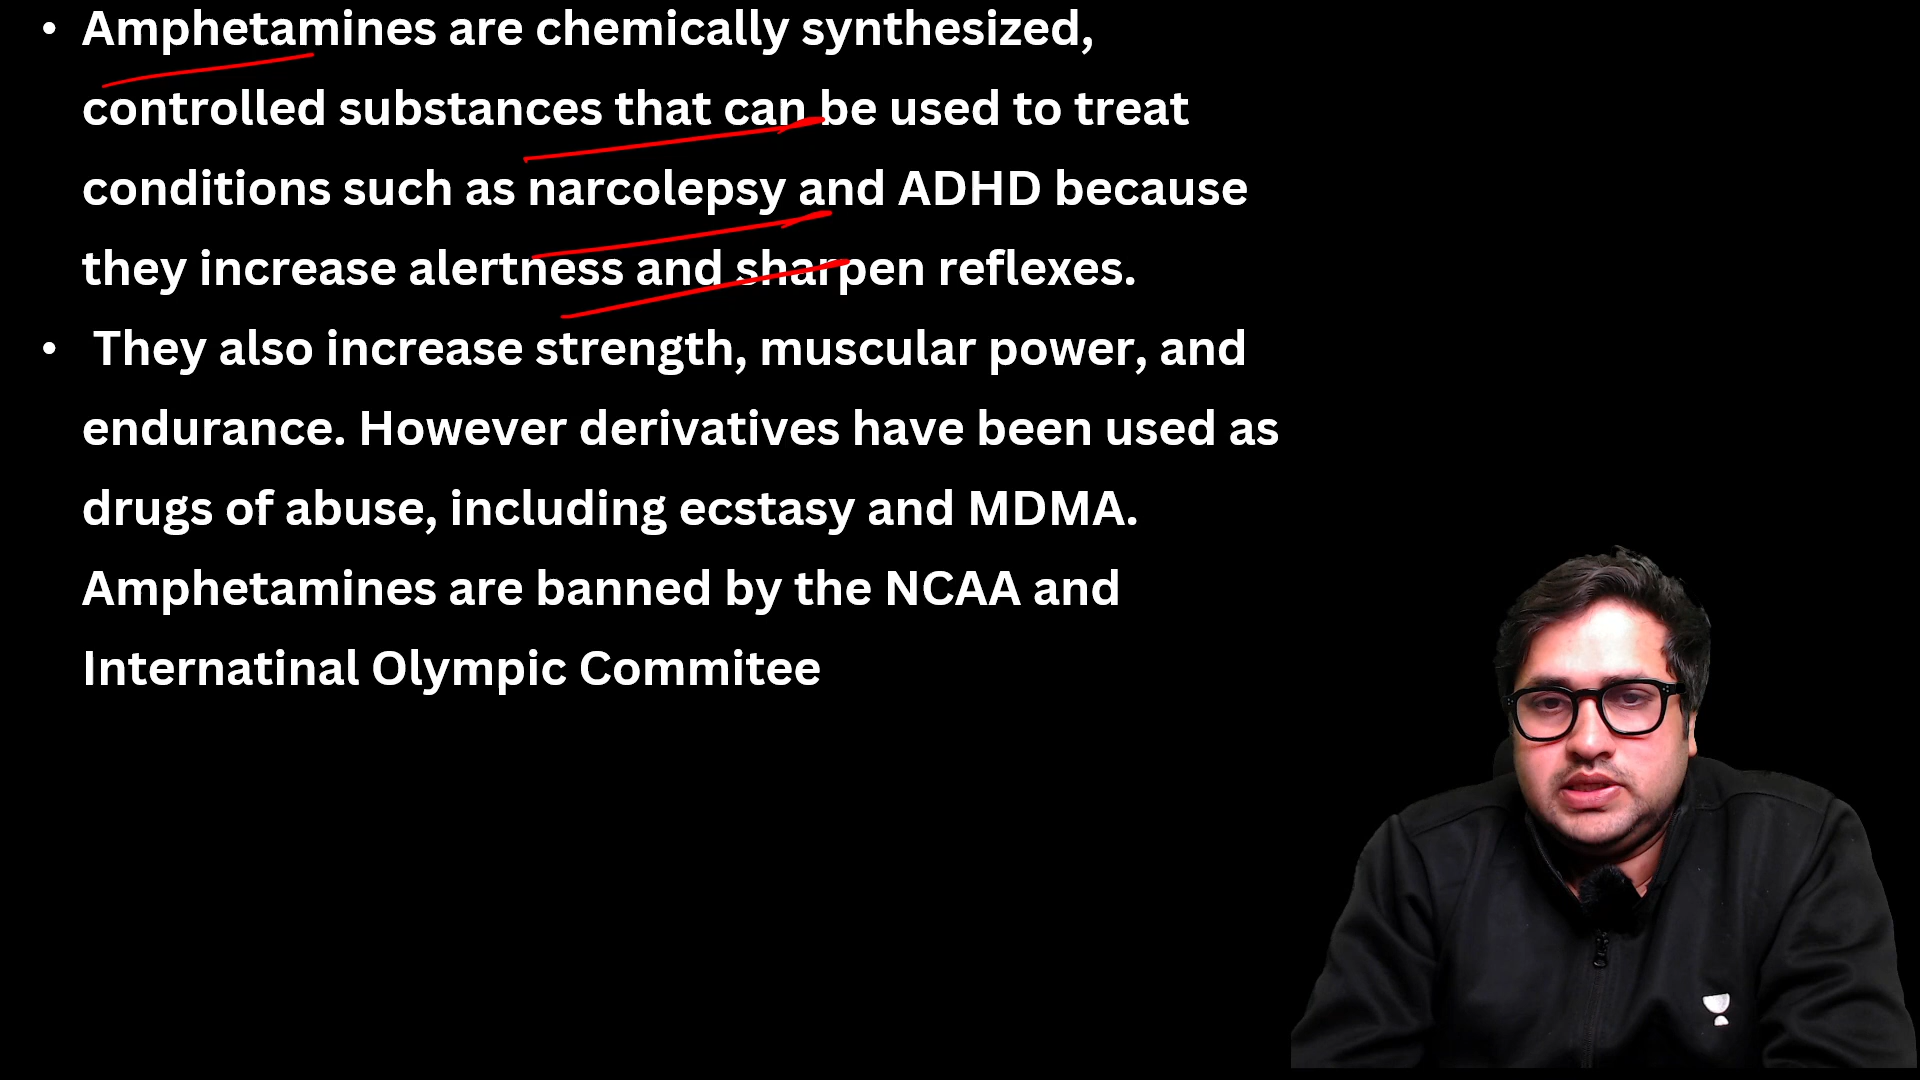 • Amphetamines are chemically synthesized,
controlled substances that can be used to treat
conditions such as narcolepsy and ADHD because
they increase alertness and sharpen reflexes.
• They also increase strength, muscular power, and
endurance. However derivatives have been used as
drugs of abuse, including ecstasy and MDMA.
Amphetamines are banned by the NCAA and
Internatinal Olympic Commitee